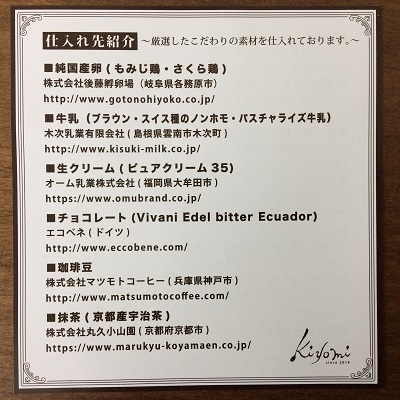 仕入れ先紹介 ～厳選したこだわりの素材を仕入れております。～
■純国産卵 ( もみじ鶏・さくら鶏 )
株式会社後藤孵卵場（岐阜県各務原市）
http://www.gotonohiyoko.co.jp/
■牛乳（ブラウン・スイス種のノンホモ・パスチャライズ牛乳）
木次乳業有限会社 ( 島根県雲南市木次町 )
http://www.kisuki-milk.co.jp/
■生クリーム ( ピュアクリーム 35)
オーム乳業株式会社 ( 福岡県大牟田市 )
https://www.omubrand.co.jp/
■チョコレート (Vivani Edel bitter Ecuador)
エコベネ ( ドイツ )
http://www.eccobene.com/
■珈琲豆
株式会社マツモトコーヒー ( 兵庫県神戸市 )
http://www.matsumotocoffee.com/
■抹茶 ( 京都産宇治茶 )
株式会社丸久小山園 ( 京都府京都市 )
https://www.marukyu-koyamaen.co.jp/
Kiyomi
since 2018